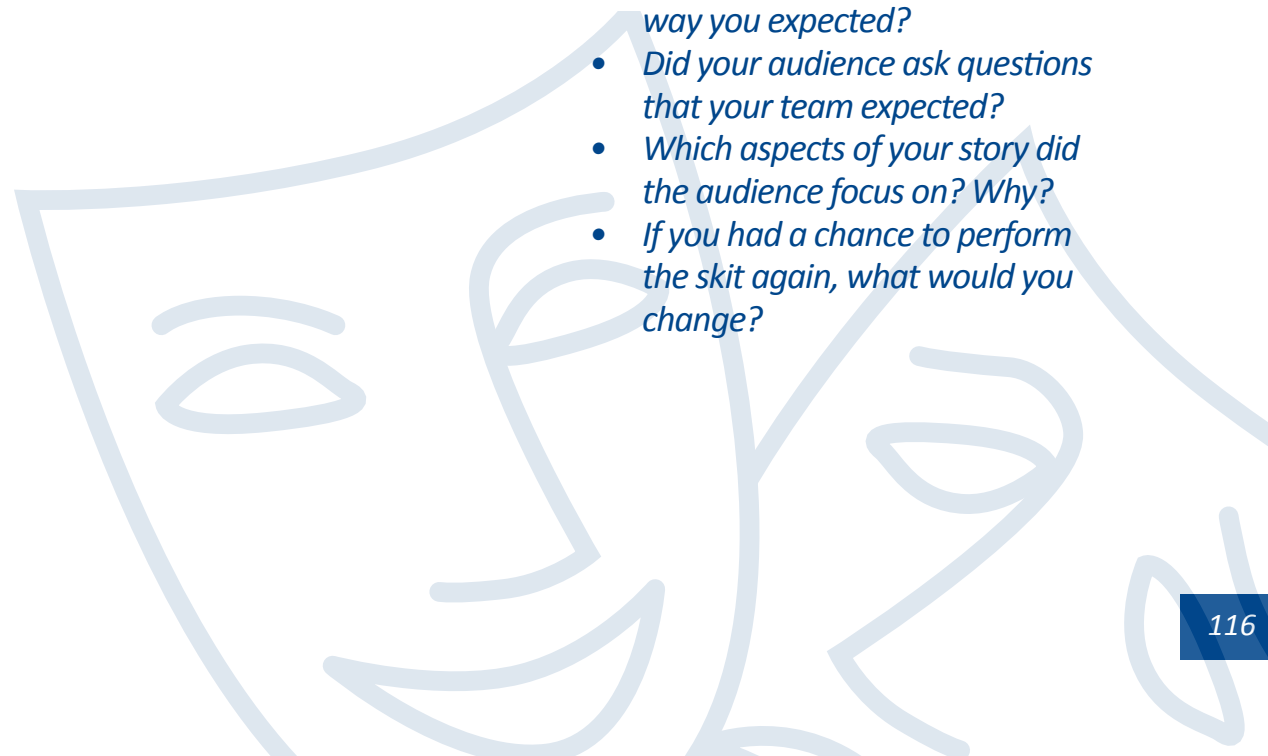 way you expected?
• Did your audience ask questions
that your team expected?
• Which aspects of your story did
the audience focus on? Why?
• If you had a chance to perform
the skit again, what would you
change?
116